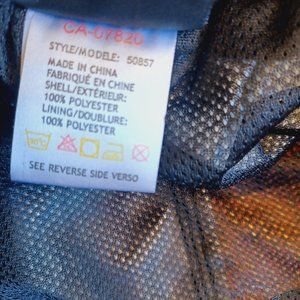 CA-07820
STYLE/MODELE: 50857
MADE IN CHINA
FABRIQUÉ EN CHINE
SHELL/EXTÉRIEUR:
100% POLYESTER
LINING/DOUBLURE:
100% POLYESTER
SEE REVERSE SIDE VERSO